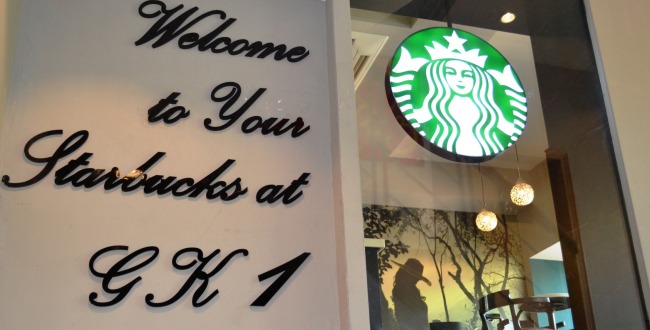 Welcome
to Your
Starbucks at
GK 1